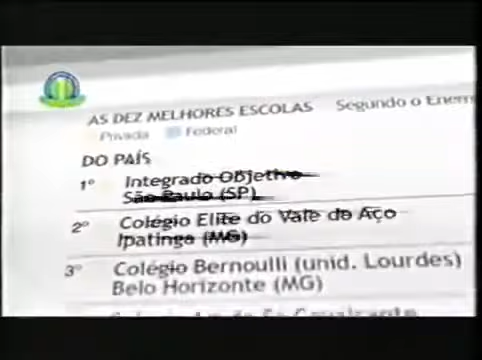 AS DEZ MELHORES ESCOLAS Segundo o Enem
Privada Federal
DO PAÍS
1º Integrado Objetivo
São Paulo (SP)
2º Colégio Elite do Vale do Aço
Ipatinga (MG)
3º Colégio Bernoulli (unid. Lourdes)
Belo Horizonte (MG)